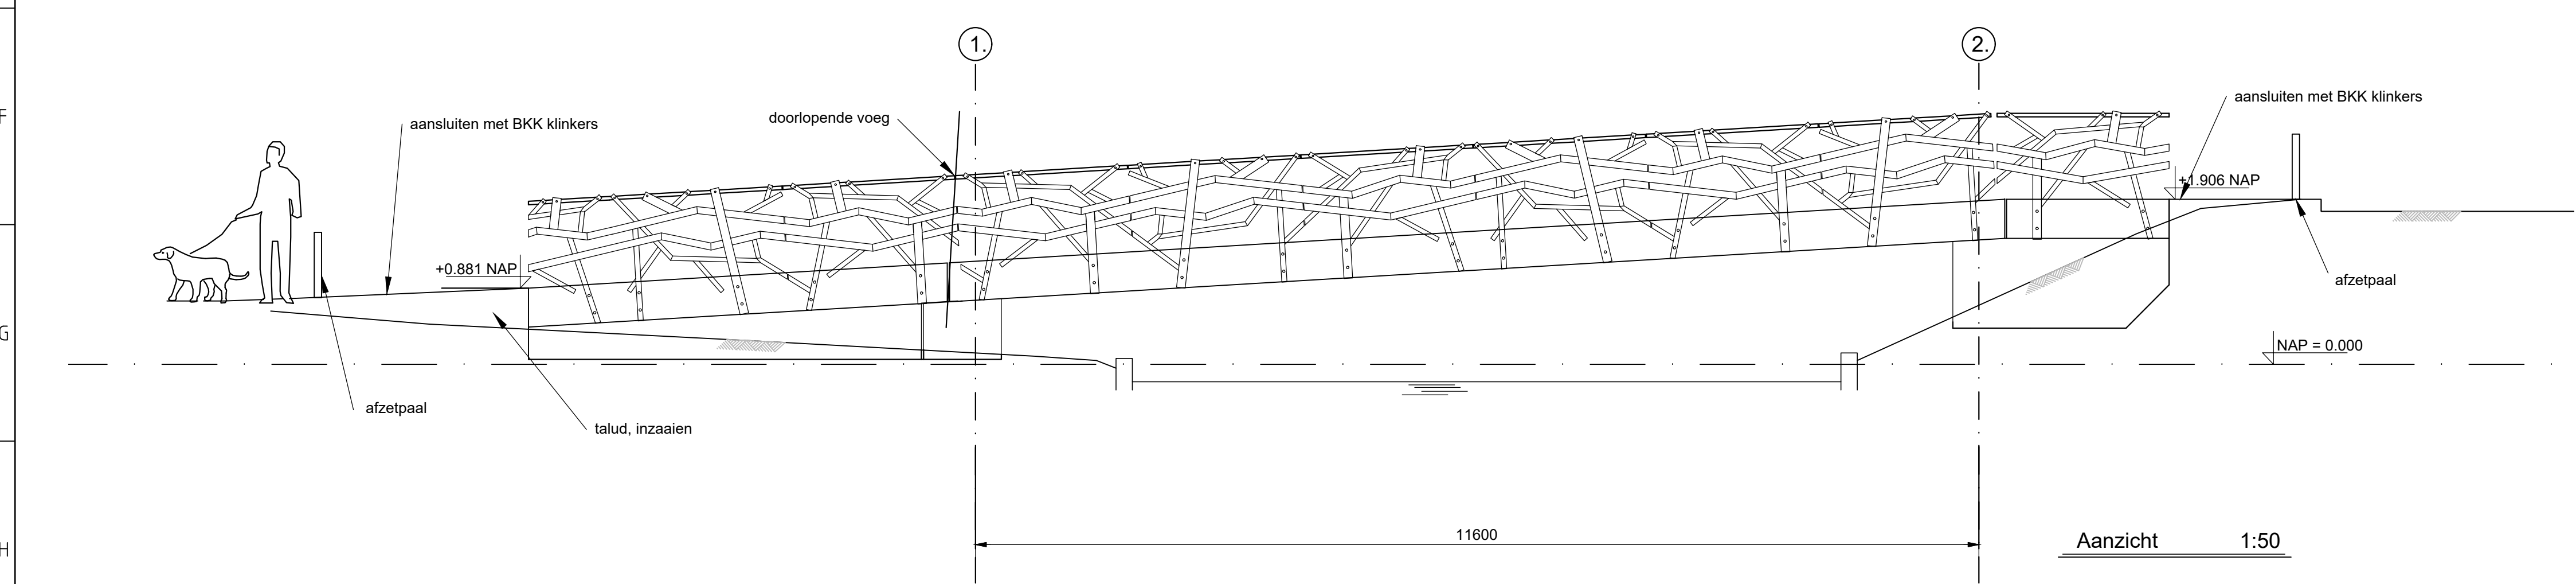 1.
2.
F
aansluiten met BKK klinkers
doorlopende voeg
aansluiten met BKK klinkers
+1.906 NAP
+0.881 NAP
afzetpaal
G
NAP = 0.000
afzetpaal
talud, inzaaien
11600
H
Aanzicht 1:50